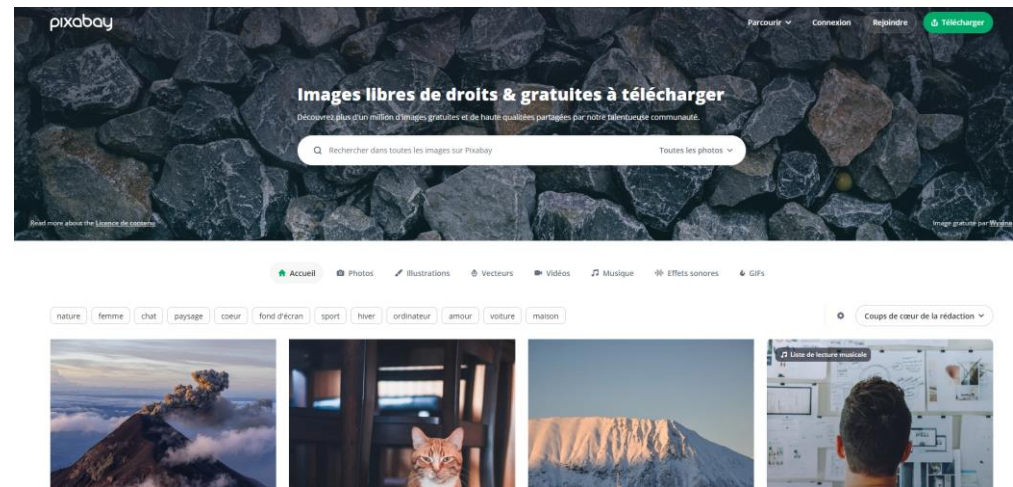 pixabay
Parcourir Connexion Rejoindre Télécharger
Images libres de droits & gratuites à télécharger
Découvrez plus d'un million d'images gratuites et de haute qualitées partagées par notre talentueuse communauté.
Rechercher dans toutes les images sur Pixabay Toutes les photos
Read more about the Licence de contenu
Image gratuite par
Accueil Photos Illustrations Vecteurs Vidéos Musique Effets sonores GIFs
nature femme chat paysage coeur fond d'écran sport hiver ordinateur amour voiture maison Coups de cœur de la rédaction
Liste de lecture musicale